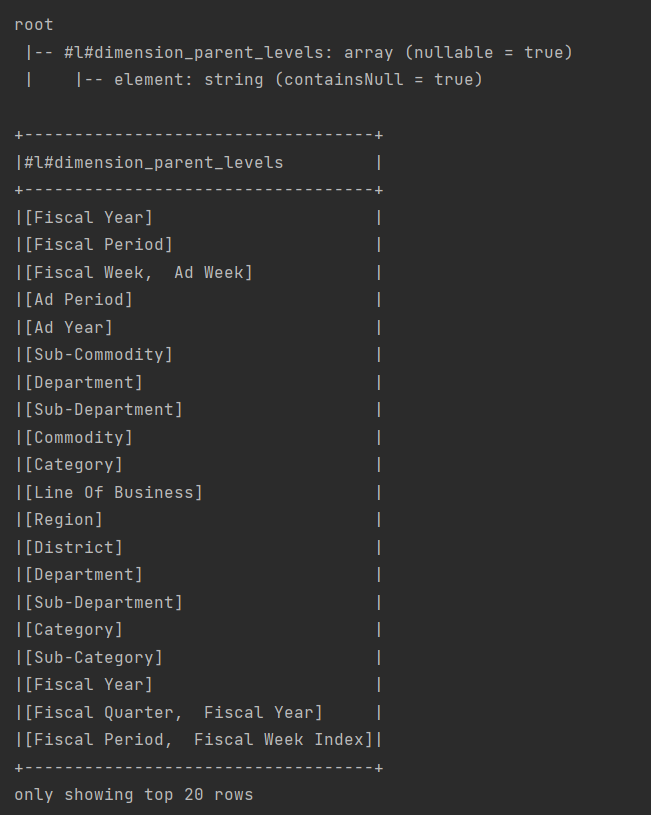 root
 |-- #l#dimension_parent_levels: array (nullable = true)
 |    |-- element: string (containsNull = true)

+-----------------------------------+
|#l#dimension_parent_levels         |
+-----------------------------------+
|[Fiscal Year]                      |
|[Fiscal Period]                    |
|[Fiscal Week,  Ad Week]            |
|[Ad Period]                        |
|[Ad Year]                          |
|[Sub-Commodity]                    |
|[Department]                       |
|[Sub-Department]                   |
|[Commodity]                        |
|[Category]                         |
|[Line Of Business]                 |
|[Region]                           |
|[District]                         |
|[Department]                       |
|[Sub-Department]                   |
|[Category]                         |
|[Sub-Category]                     |
|[Fiscal Year]                      |
|[Fiscal Quarter,  Fiscal Year]     |
|[Fiscal Period,  Fiscal Week Index]|
+-----------------------------------+
only showing top 20 rows